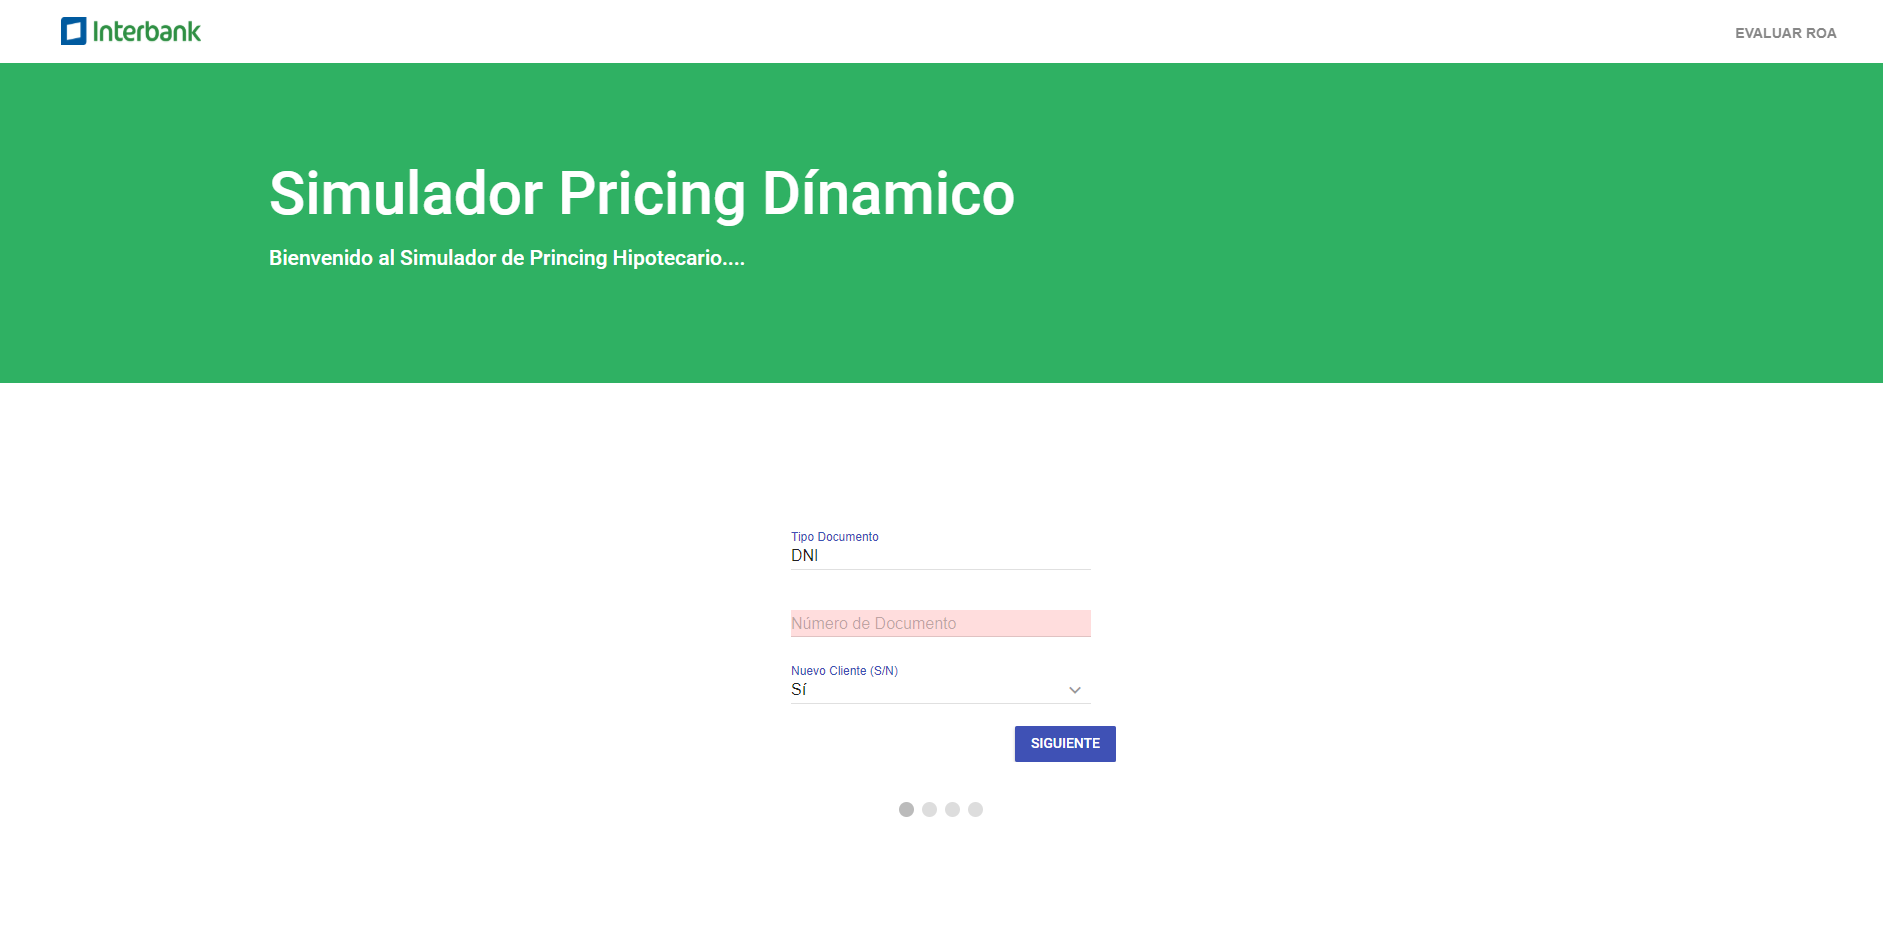 Interbank
EVALUAR ROA
Simulador Pricing Dínamico
Bienvenido al Simulador de Princing Hipotecario....
Tipo Documento
DNI
Número de Documento
Nuevo Cliente (S/N)
Sí
SIGUIENTE